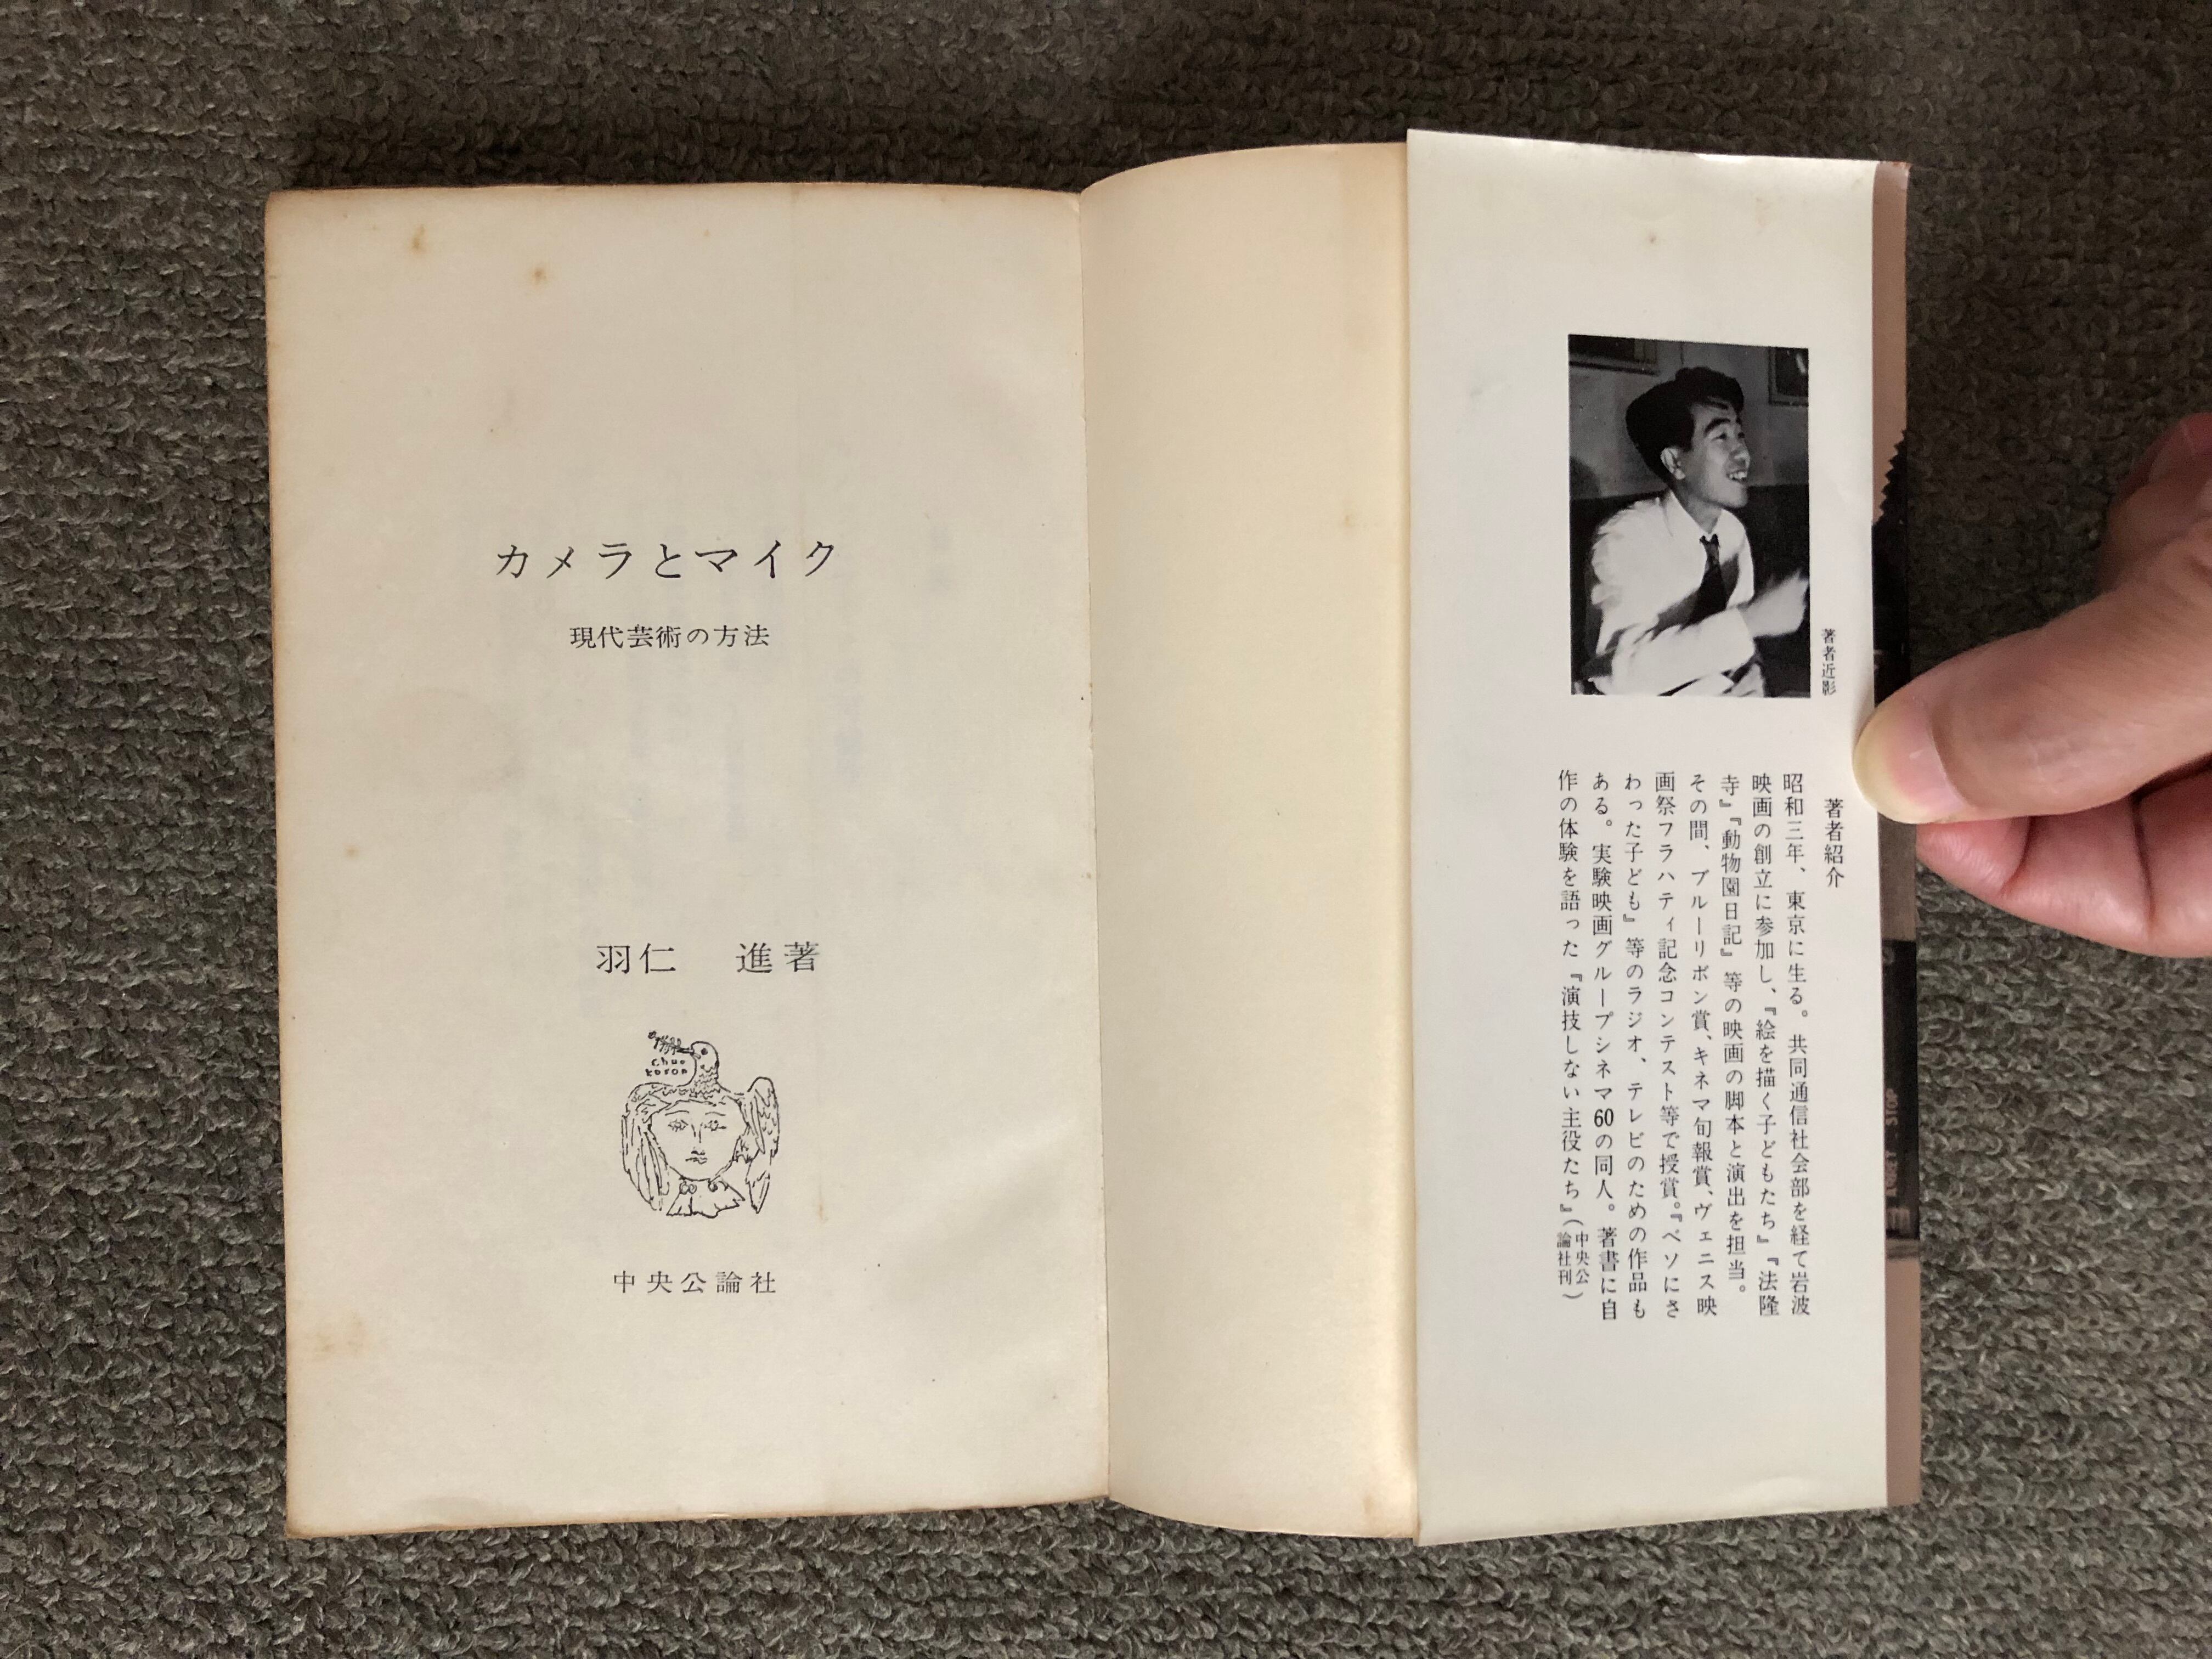 カメラとマイク
現代芸術の方法
羽仁　進著
chuo
koron
中央公論社
著者近影
著者紹介
昭和三年、東京に生る。共同通信社会部を経て岩波
映画の創立に参加し、『絵を描く子どもたち』『法隆
寺』『動物園日記』等の映画の脚本と演出を担当。
その間、ブルーリボン賞、キネマ旬報賞、ヴェニス映
画祭フラハティ記念コンテスト等で授賞。『ペソにさ
わった子ども』等のラジオ、テレビのための作品も
ある。実験映画グループシネマ60の同人。著書に自
作の体験を語った『演技しない主役たち』（中央公
論社刊）